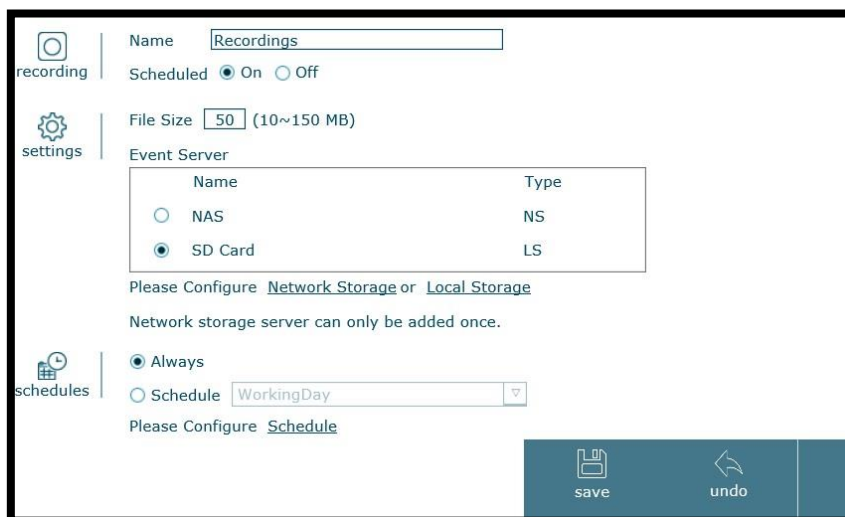 recording
Name Recordings
Scheduled On Off
settings
File Size 50 (10~150 MB)
Event Server
Name Type
NAS NS
SD Card LS
Please Configure Network Storage or Local Storage
Network storage server can only be added once.
schedules
Always
Schedule WorkingDay
Please Configure Schedule
save undo